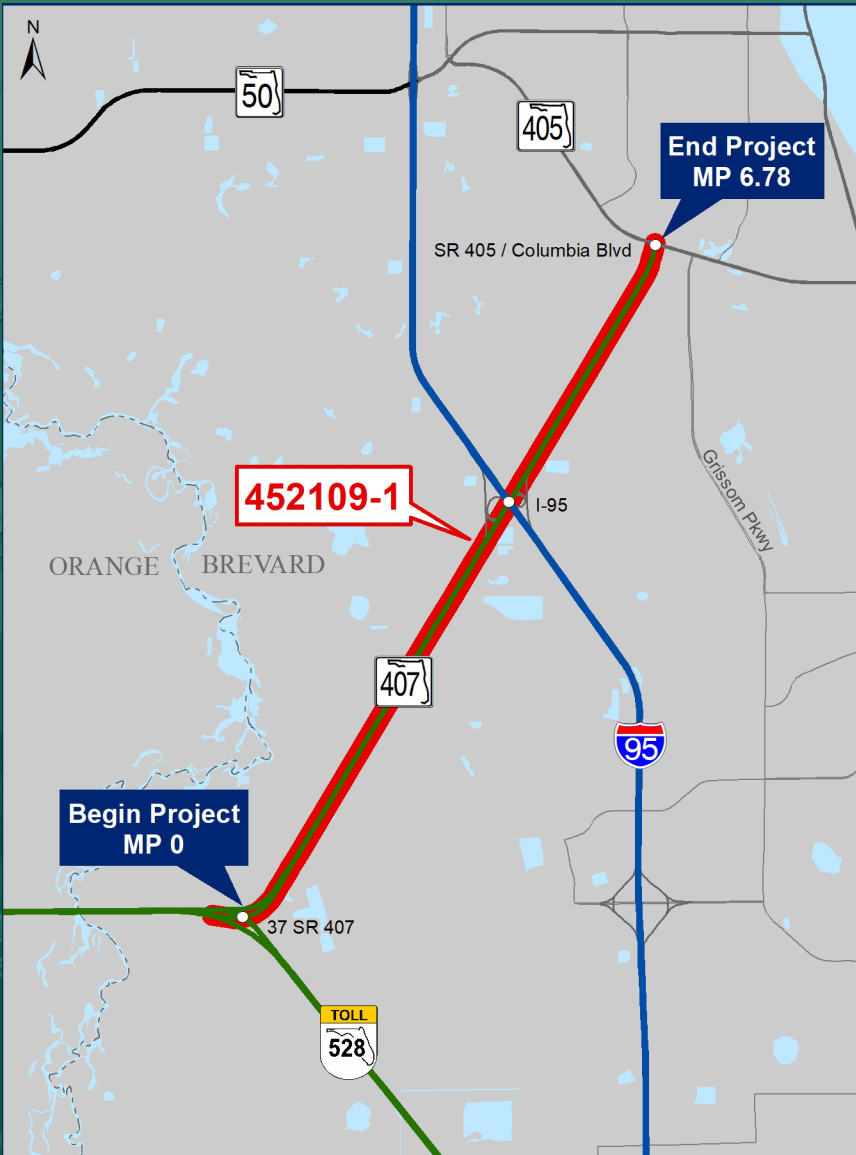 N
50
405
End Project
MP 6.78
SR 405 / Columbia Blvd
452109-1
I-95
Grissom Pkwy
ORANGE
BREVARD
407
95
Begin Project
MP 0
37 SR 407
TOLL
528